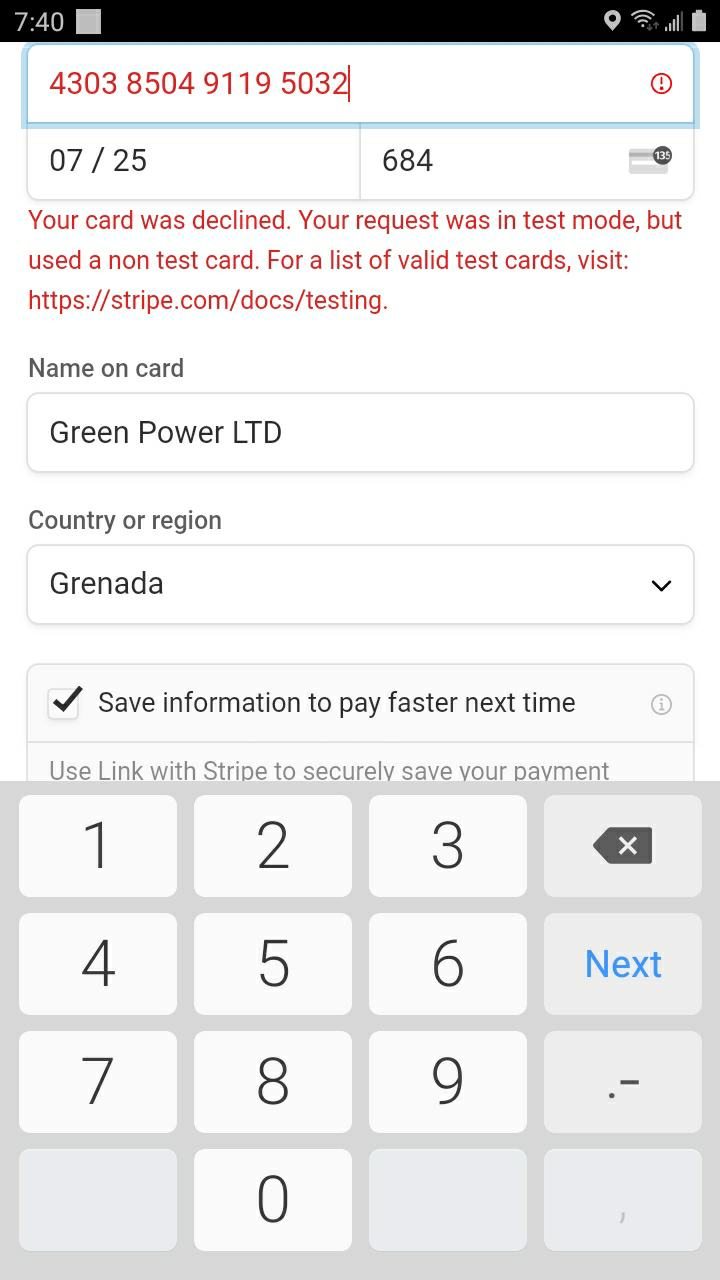 7:40
4303 8504 9119 5032
07 / 25
684
135
Your card was declined. Your request was in test mode, but
used a non test card. For a list of valid test cards, visit:
https://stripe.com/docs/testing.
Name on card
Green Power LTD
Country or region
Grenada
Save information to pay faster next time
Use Link with Stripe to securely save your payment
1 2 3
4 5 6 Next
7 8 9 .-
0 ,